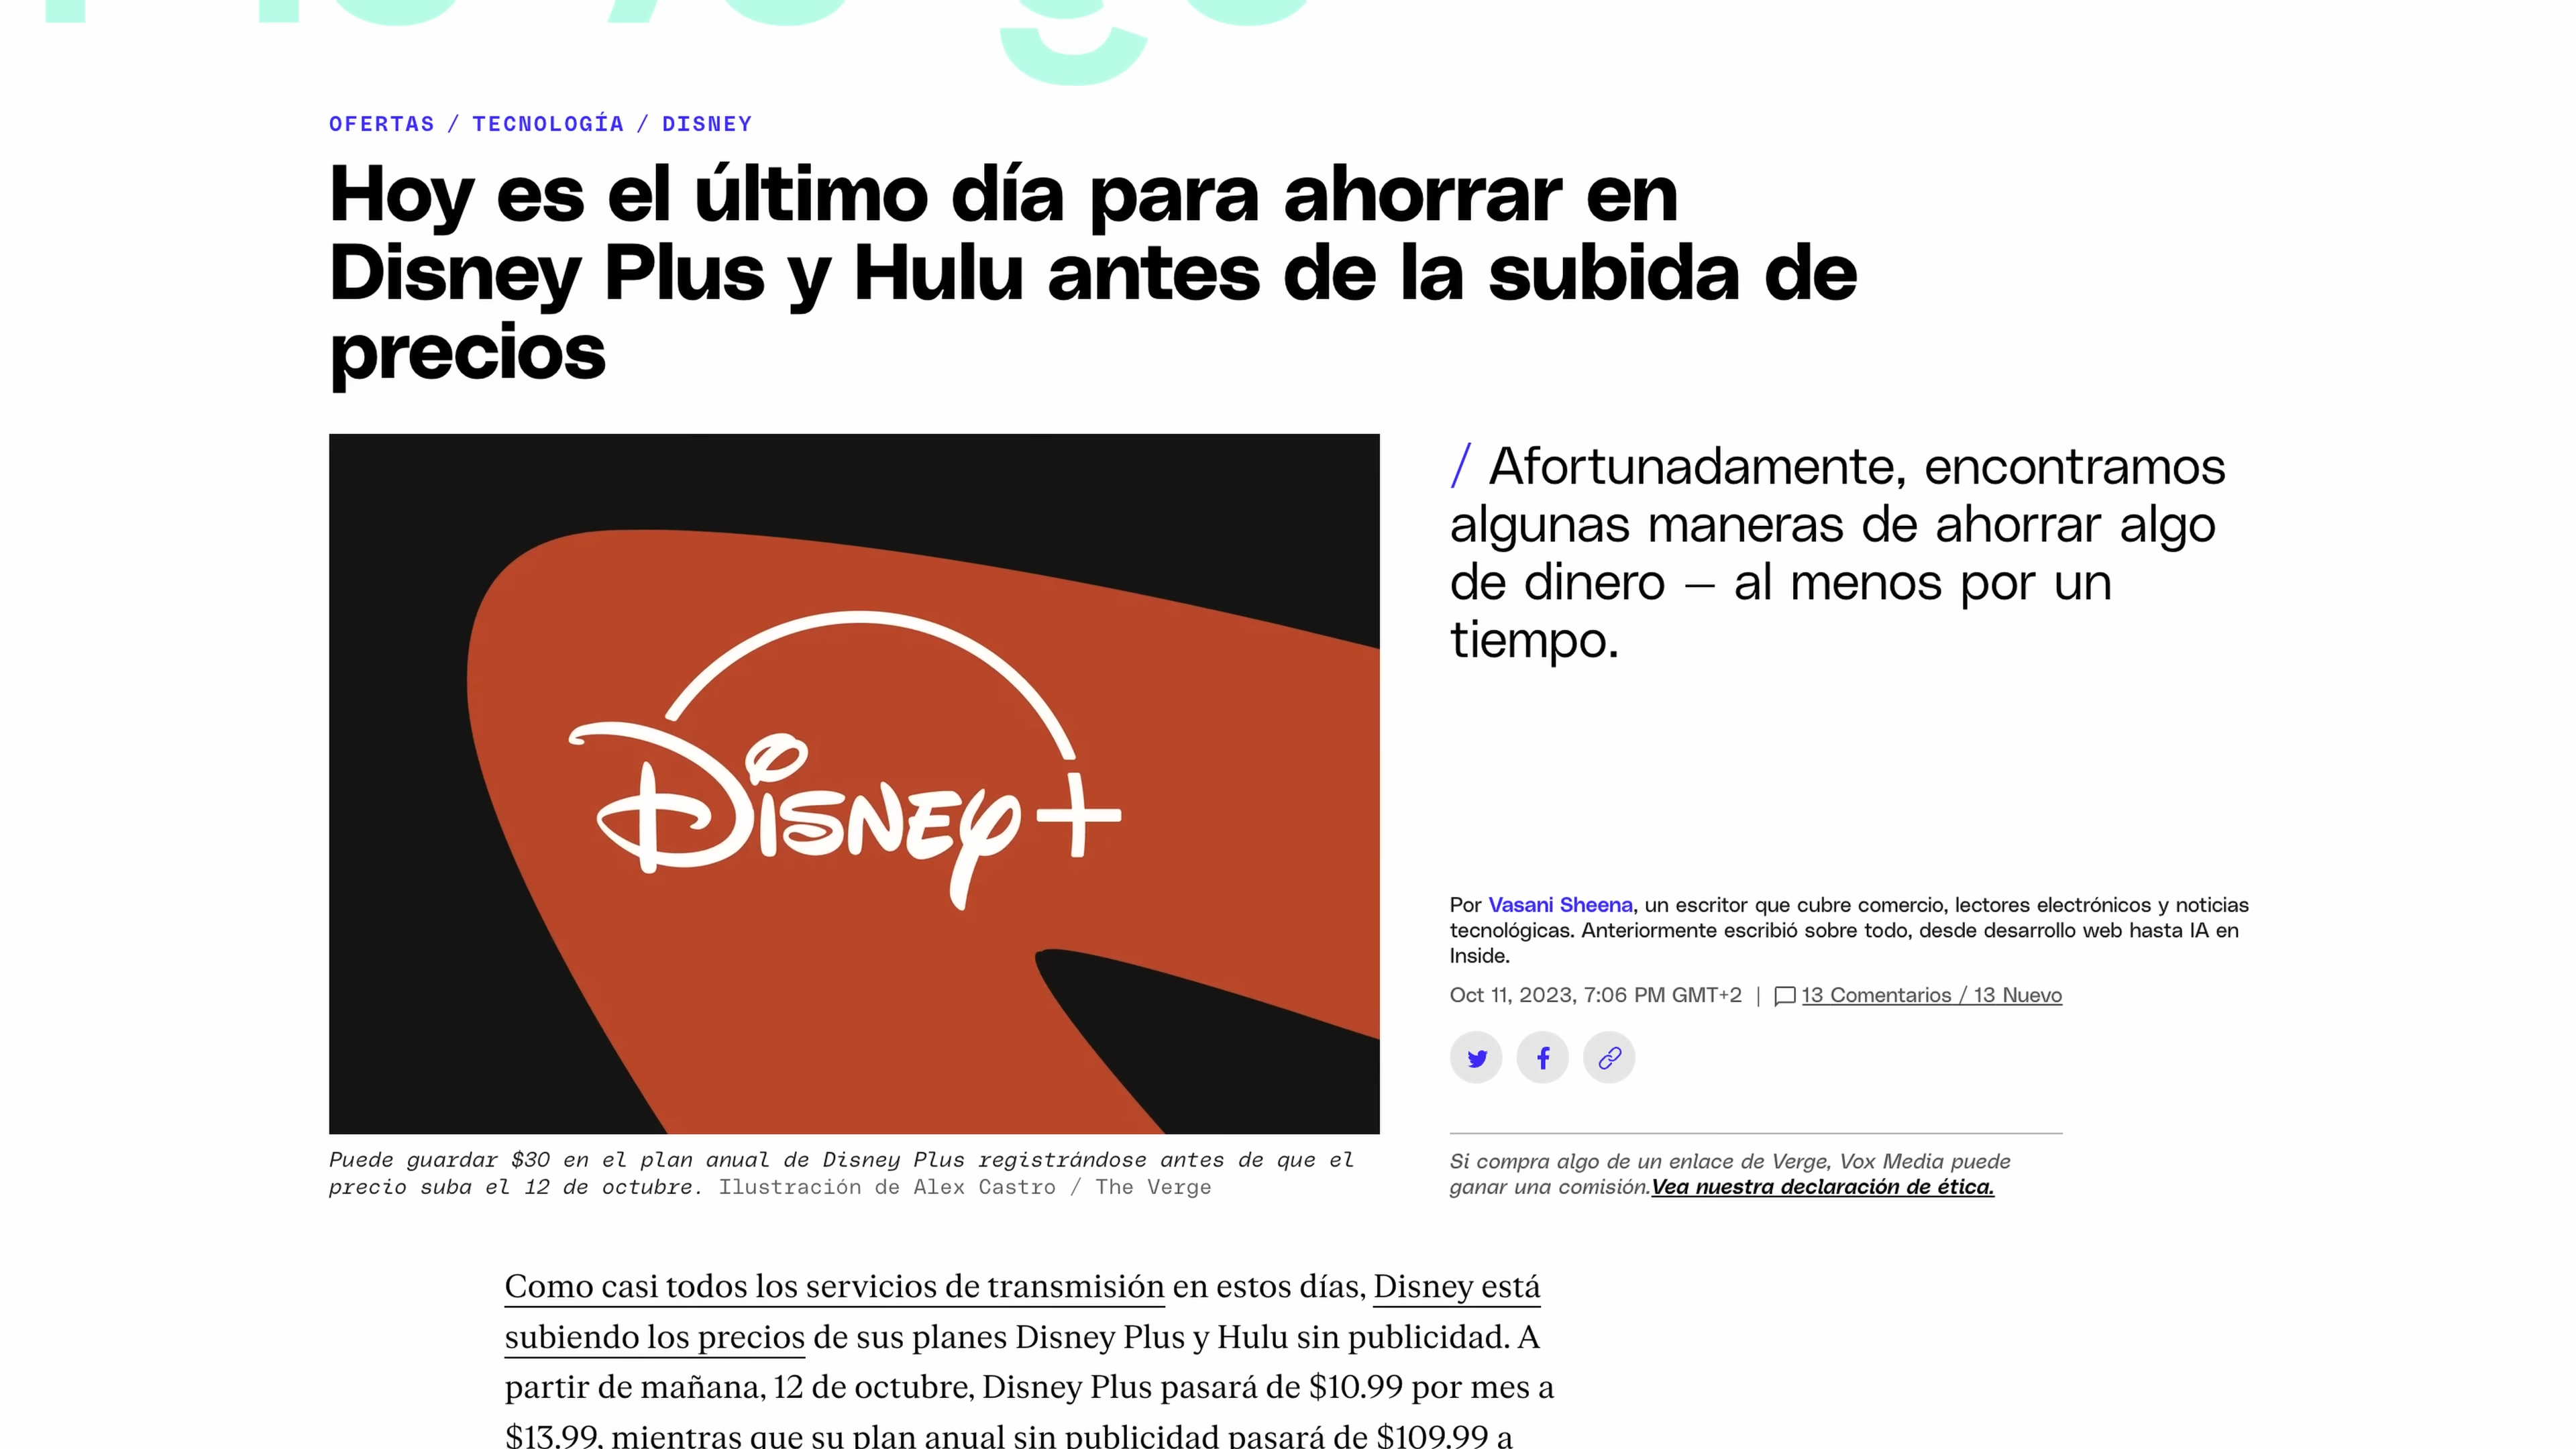 OFERTAS / TECNOLOGÍA / DISNEY
Hoy es el último día para ahorrar en
Disney Plus y Hulu antes de la subida de
precios
/ Afortunadamente, encontramos
algunas maneras de ahorrar algo
de dinero – al menos por un
tiempo.
Disney+
Por Vasani Sheena, un escritor que cubre comercio, lectores electrónicos y noticias
tecnológicas. Anteriormente escribió sobre todo, desde desarrollo web hasta IA en
Inside.
Oct 11, 2023, 7:06 PM GMT+2 | 13 Comentarios / 13 Nuevo
Puede guardar $30 en el plan anual de Disney Plus registrándose antes de que el
precio suba el 12 de octubre. Ilustración de Alex Castro / The Verge
Si compra algo de un enlace de Verge, Vox Media puede
ganar una comisión.Vea nuestra declaración de ética.
Como casi todos los servicios de transmisión en estos días, Disney está
subiendo los precios de sus planes Disney Plus y Hulu sin publicidad. A
partir de mañana, 12 de octubre, Disney Plus pasará de $10.99 por mes a
$13.99, mientras que su plan anual sin publicidad pasará de $109.99 a